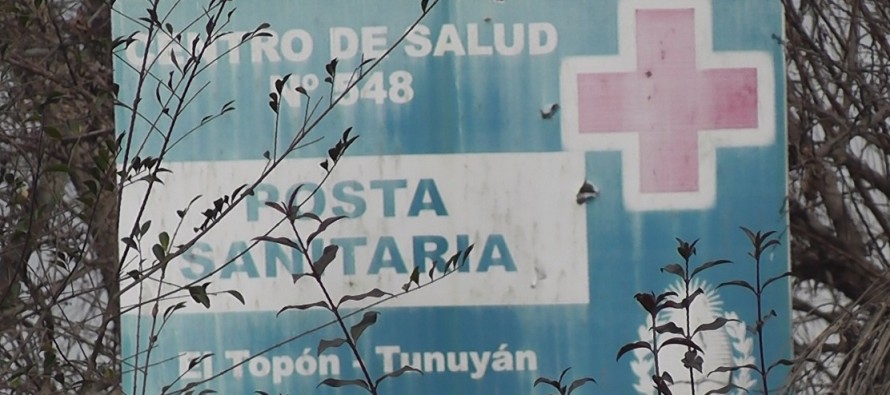 CENTRO DE SALUD
Nº 548
POSTA
SANITARIA
El Topón - Tunuyán